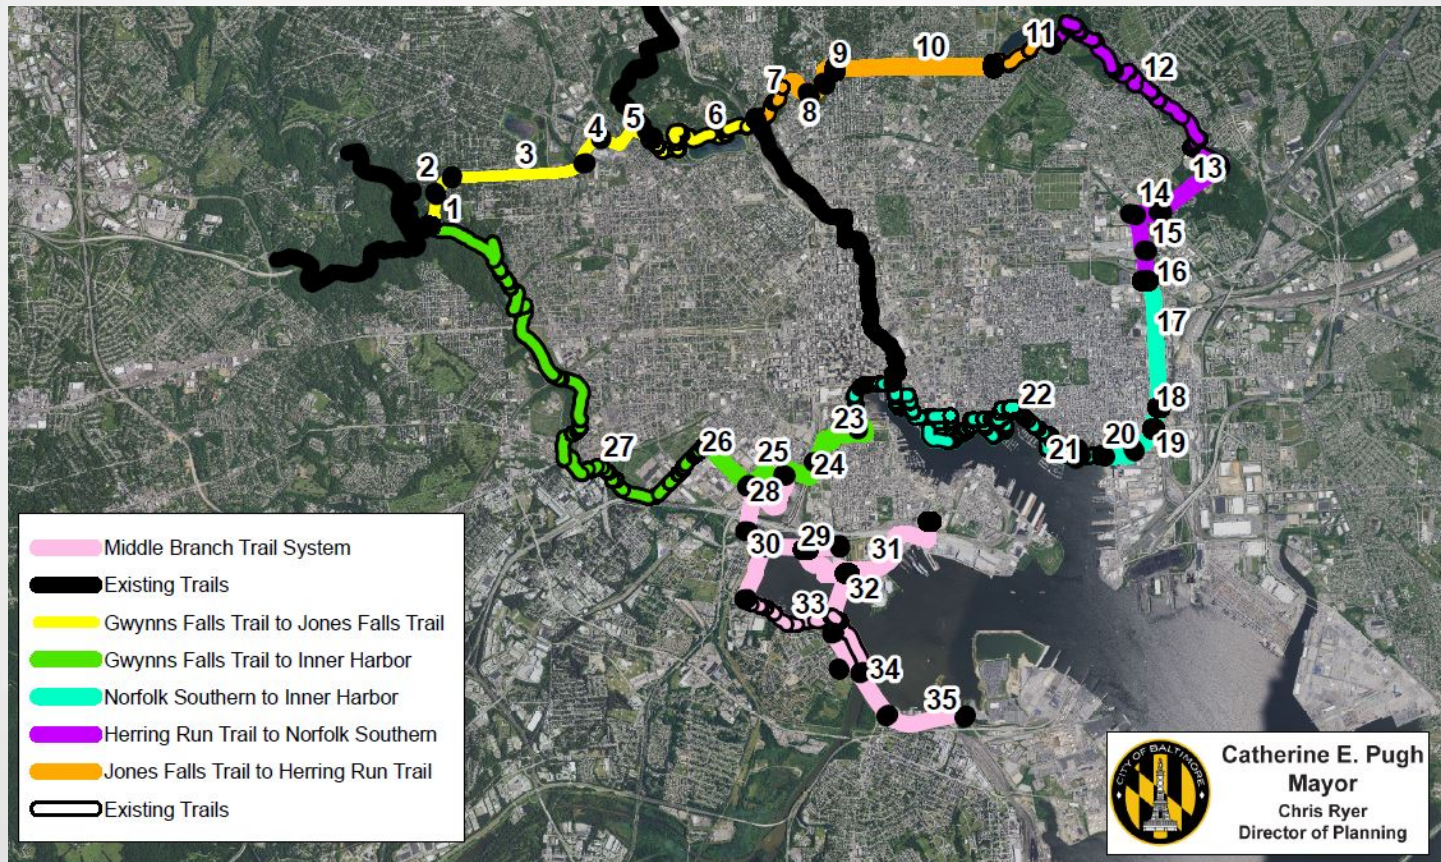 1
2
3
4
5
6
7
8
9
10
11
12
13
14
15
16
17
18
19
20
21
22
23
24
25
26
27
28
29
30
31
32
33
34
35
Middle Branch Trail System
Existing Trails
Gwynns Falls Trail to Jones Falls Trail
Gwynns Falls Trail to Inner Harbor
Norfolk Southern to Inner Harbor
Herring Run Trail to Norfolk Southern
Jones Falls Trail to Herring Run Trail
Existing Trails
CITY OF BALTIMORE
Catherine E. Pugh
Mayor
Chris Ryer
Director of Planning